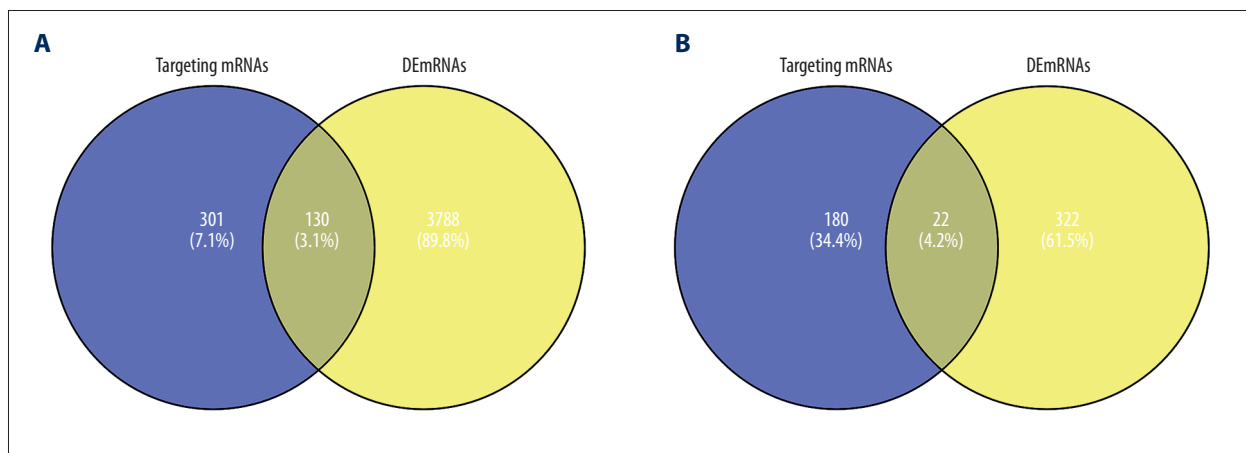 A
Targeting mRNAs
DEmRNAs
301
(7.1%)
130
(3.1%)
3788
(89.8%)
B
Targeting mRNAs
DEmRNAs
180
(34.4%)
22
(4.2%)
322
(61.5%)